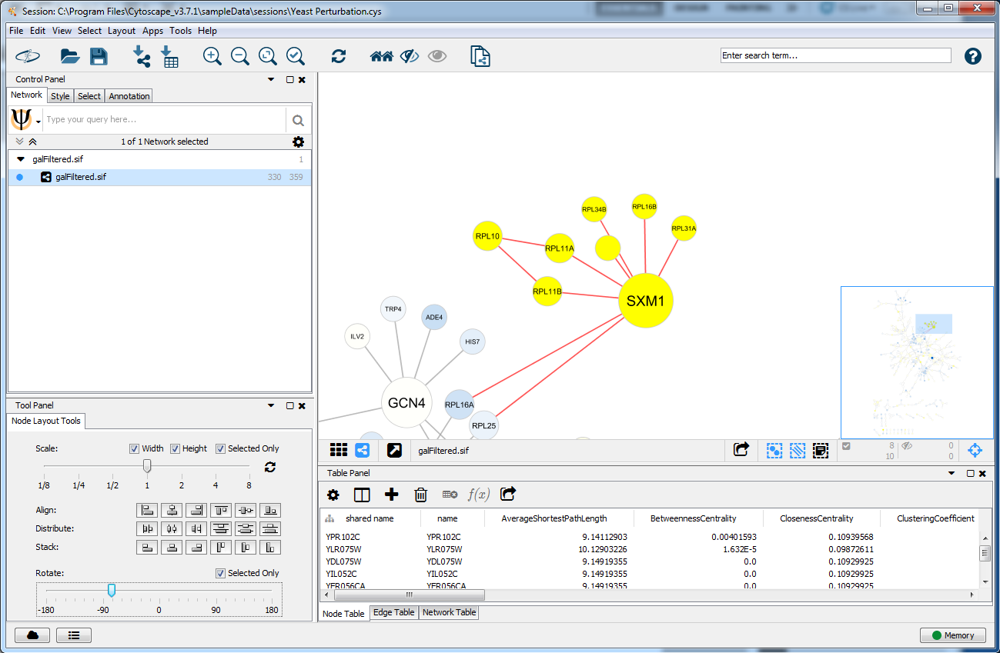 Session: C:\Program Files\Cytoscape_v3.7.1\sampleData\sessions\Yeast Perturbation.cys
File Edit View Select Layout Apps Tools Help
Enter search term...
Control Panel
Network Style Select Annotation
Type your query here...
1 of 1 Network selected
galFiltered.sif 1
galFiltered.sif 330 359
RPL34B
RPL16B
RPL31A
RPL10
RPL11A
RPL11B
SXM1
TRP4
ADE4
ILV2
HIS7
GCN4
RPL16A
RPL25
galFiltered.sif
8 0
10 0
Tool Panel
Node Layout Tools
Scale: Width Height Selected Only
1/8 1/4 1/2 1 2 4 8
Align:
Distribute:
Stack:
Rotate: Selected Only
-180 -90 0 90 180
Table Panel
f(x)
shared name name AverageShortestPathLength BetweennessCentrality ClosenessCentrality ClusteringCoefficient
YPR102C YPR102C 9.14112903 0.00401593 0.10939568
YLR075W YLR075W 10.12903226 1.632E-5 0.09872611
YDL075W YDL075W 9.14919355 0.0 0.10929925
YIL052C YIL052C 9.14919355 0.0 0.10929925
YER056CA YER056CA 9.14919355 0.0 0.10929925
Node Table Edge Table Network Table
Memory